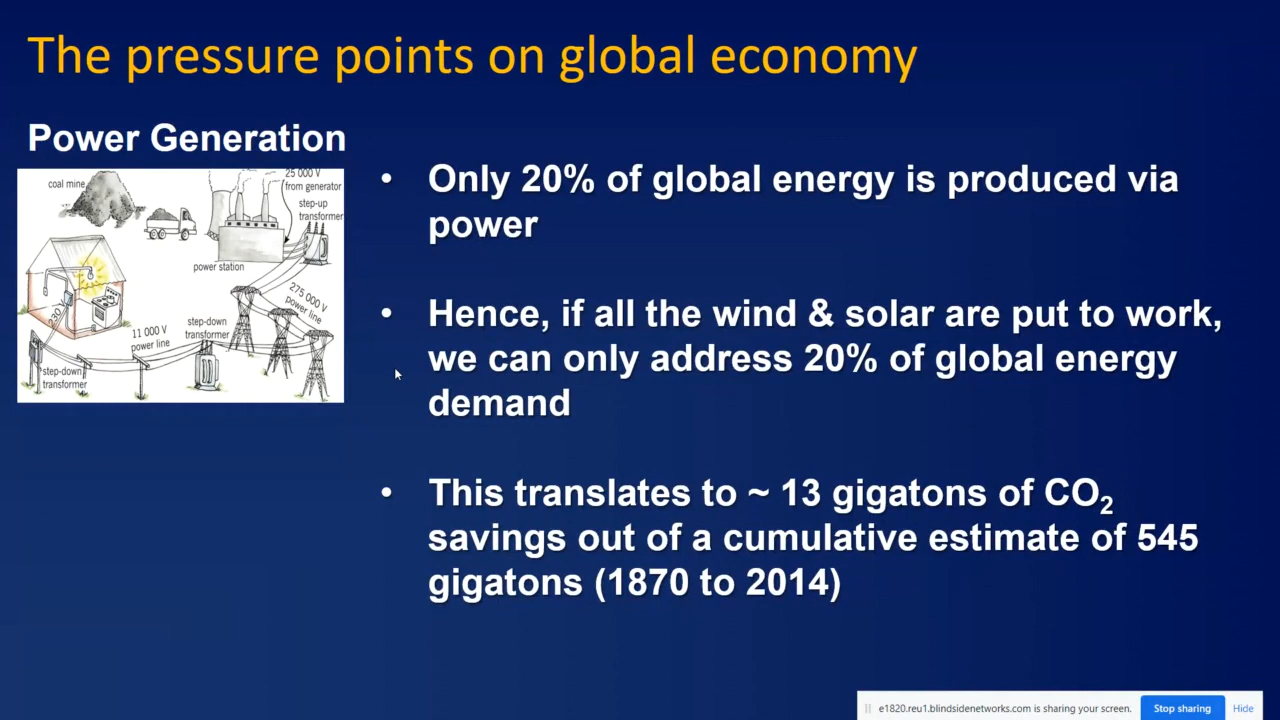 The pressure points on global economy
Power Generation
coal mine
25 000 V
from generator
step-up
transformer
power station
275 000 V
power line
230 V
11 000 V
power line
step-down
transformer
step-down
transformer
• Only 20% of global energy is produced via
power
• Hence, if all the wind & solar are put to work,
we can only address 20% of global energy
demand
• This translates to ~ 13 gigatons of CO₂
savings out of a cumulative estimate of 545
gigatons (1870 to 2014)
e1820.reu1.blindsidenetworks.com is sharing your screen.
Stop sharing
Hide